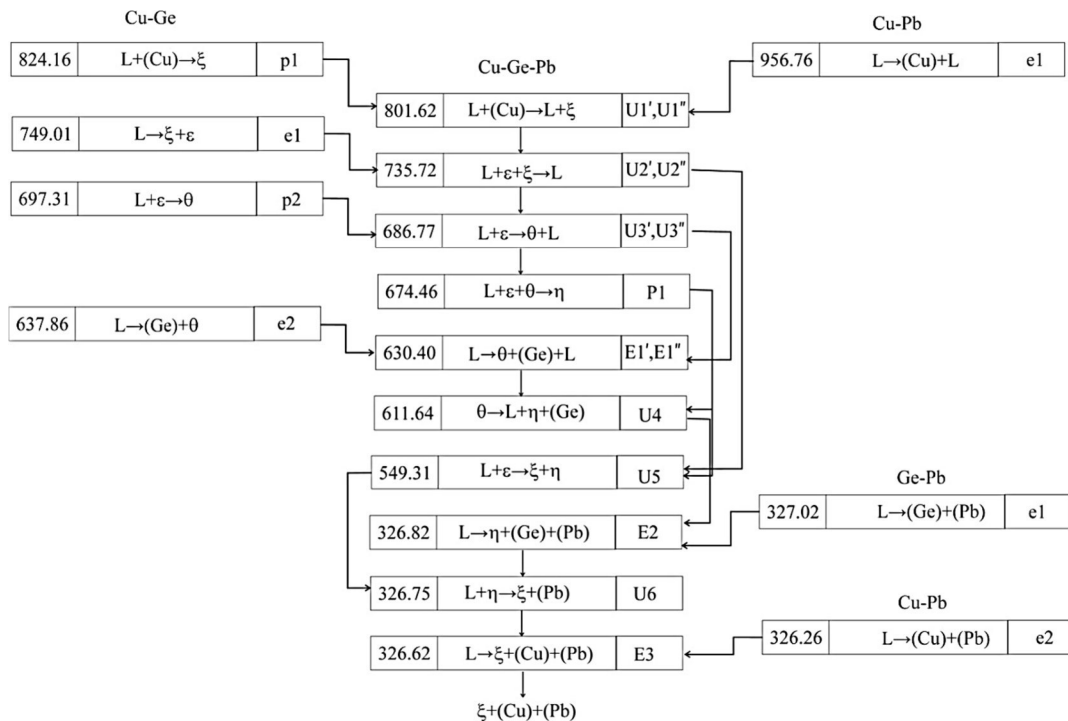 Cu-Ge
Cu-Pb
824.16 L+(Cu)→ξ p1
956.76 L→(Cu)+L e1
Cu-Ge-Pb
801.62 L+(Cu)→L+ξ U1′,U1″
749.01 L→ξ+ε e1
735.72 L+ε+ξ→L U2′,U2″
697.31 L+ε→θ p2
686.77 L+ε→θ+L U3′,U3″
674.46 L+ε+θ→η P1
637.86 L→(Ge)+θ e2
630.40 L→θ+(Ge)+L E1′,E1″
611.64 θ→L+η+(Ge) U4
549.31 L+ε→ξ+η U5
Ge-Pb
327.02 L→(Ge)+(Pb) e1
326.82 L→η+(Ge)+(Pb) E2
326.75 L+η→ξ+(Pb) U6
Cu-Pb
326.26 L→(Cu)+(Pb) e2
326.62 L→ξ+(Cu)+(Pb) E3
ξ+(Cu)+(Pb)